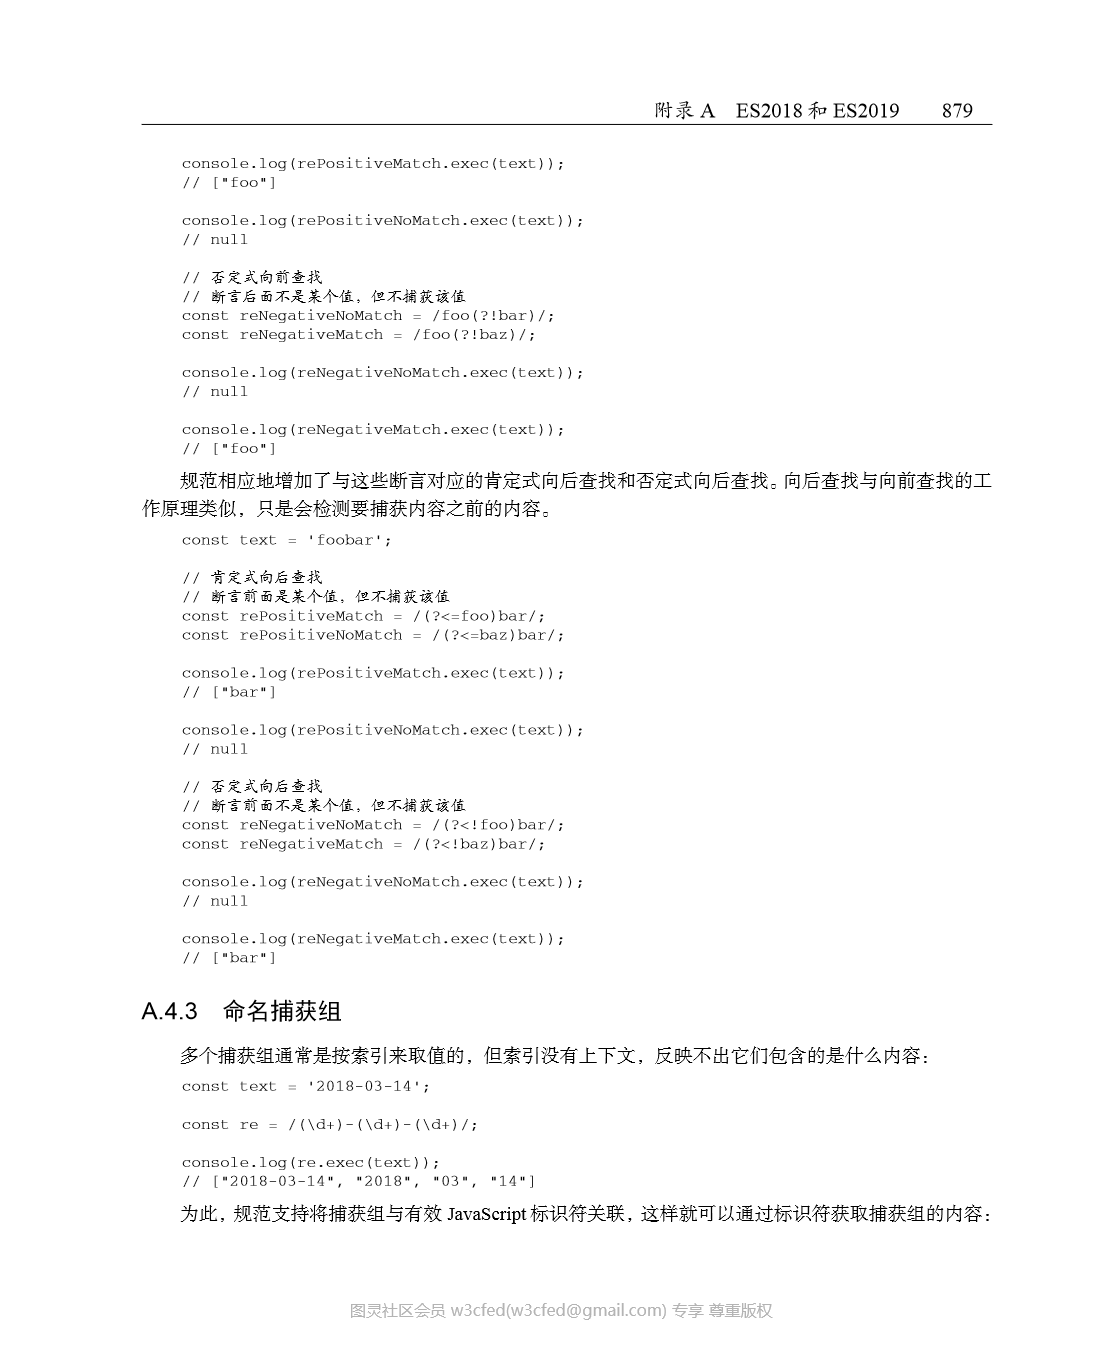 附录 A ES2018 和 ES2019 879
console.log(rePositiveMatch.exec(text));
// ["foo"]
console.log(rePositiveNoMatch.exec(text));
// null
// 否定式向前查找
// 断言后面不是某个值，但不捕获该值
const reNegativeNoMatch = /foo(?!bar)/;
const reNegativeMatch = /foo(?!baz)/;
console.log(reNegativeNoMatch.exec(text));
// null
console.log(reNegativeMatch.exec(text));
// ["foo"]
规范相应地增加了与这些断言对应的肯定式向后查找和否定式向后查找。向后查找与向前查找的工
作原理类似，只是会检测要捕获内容之前的内容。
const text = 'foobar';
// 肯定式向后查找
// 断言前面是某个值，但不捕获该值
const rePositiveMatch = /(?<=foo)bar/;
const rePositiveNoMatch = /(?<=baz)bar/;
console.log(rePositiveMatch.exec(text));
// ["bar"]
console.log(rePositiveNoMatch.exec(text));
// null
// 否定式向后查找
// 断言前面不是某个值，但不捕获该值
const reNegativeNoMatch = /(?<!foo)bar/;
const reNegativeMatch = /(?<!baz)bar/;
console.log(reNegativeNoMatch.exec(text));
// null
console.log(reNegativeMatch.exec(text));
// ["bar"]
A.4.3 命名捕获组
多个捕获组通常是按索引来取值的，但索引没有上下文，反映不出它们包含的是什么内容：
const text = '2018-03-14';
const re = /(\d+)-(\d+)-(\d+)/;
console.log(re.exec(text));
// ["2018-03-14", "2018", "03", "14"]
为此，规范支持将捕获组与有效 JavaScript 标识符关联，这样就可以通过标识符获取捕获组的内容：
图灵社区会员 w3cfed(w3cfed@gmail.com) 专享 尊重版权